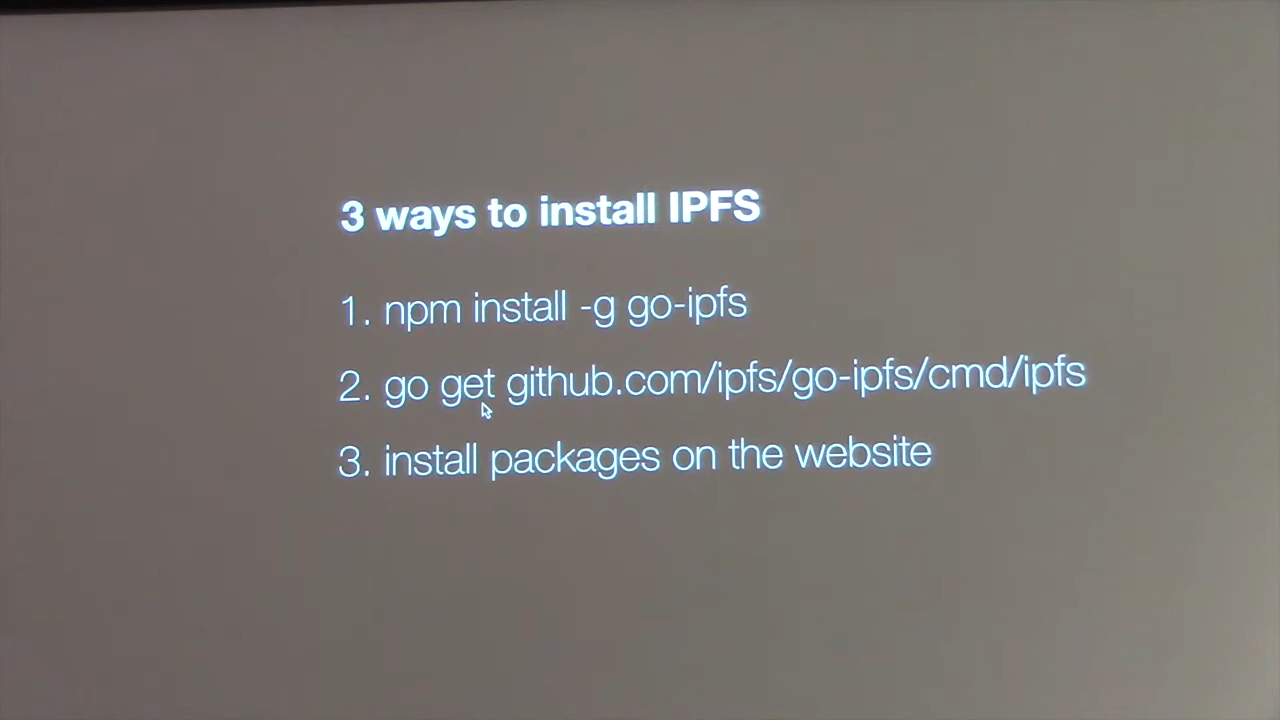 3 ways to install IPFS
1. npm install -g go-ipfs
2. go get github.com/ipfs/go-ipfs/cmd/ipfs
3. install packages on the website